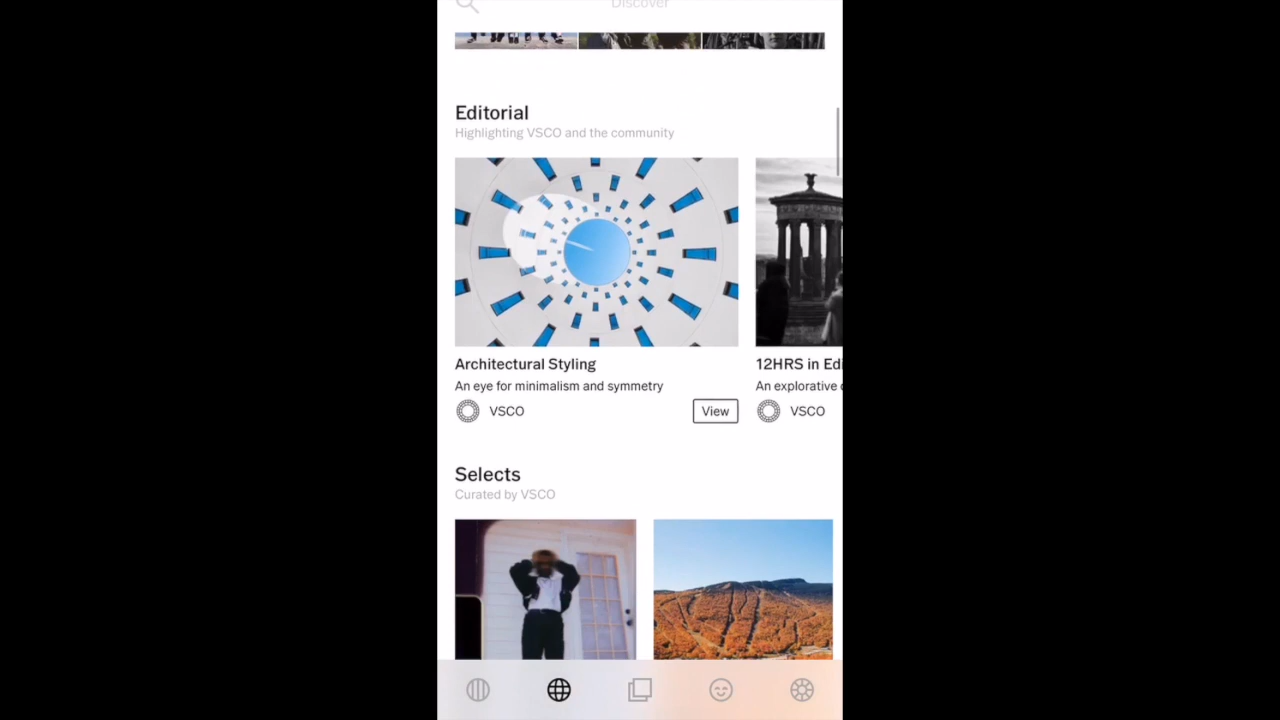 Discover
Editorial
Highlighting VSCO and the community
Architectural Styling
An eye for minimalism and symmetry
VSCO
View
12HRS in Edi
An explorative
VSCO
Selects
Curated by VSCO